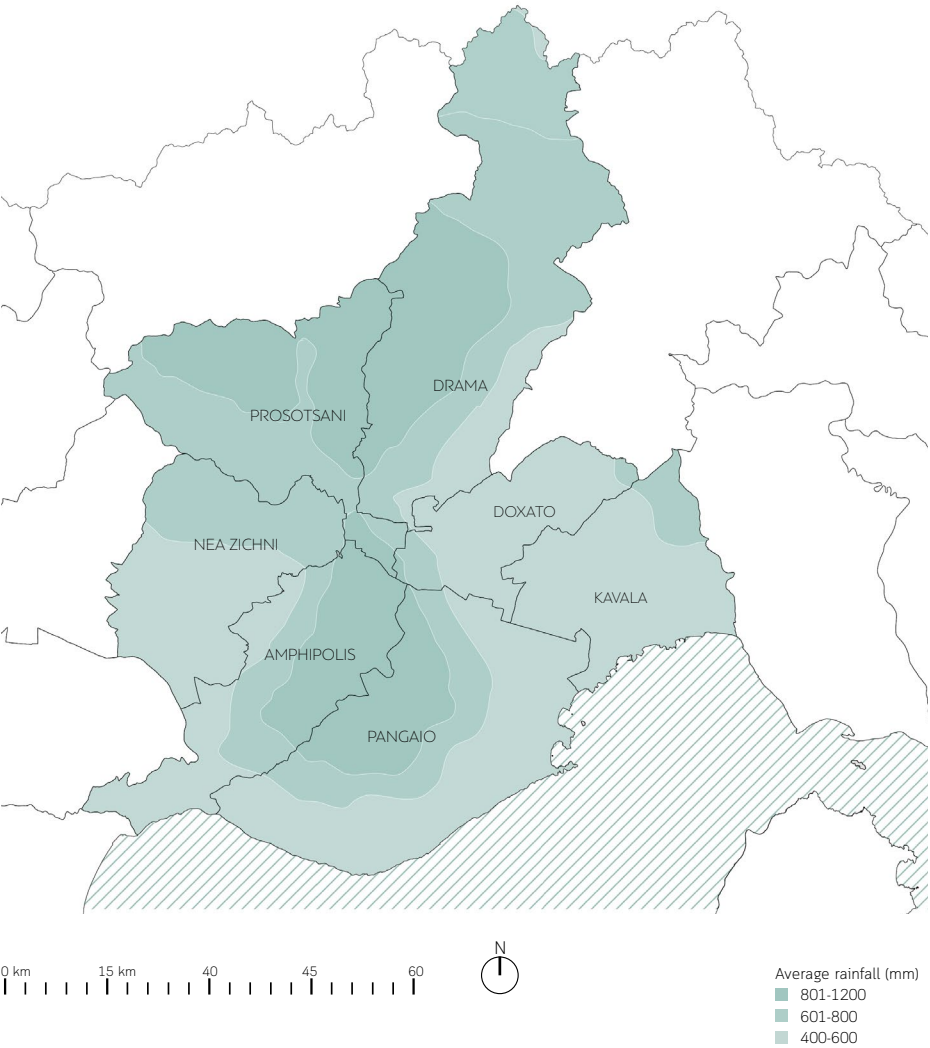 DRAMA
PROSOTSANI
DOXATO
NEA ZICHNI
KAVALA
AMPHIPOLIS
PANGAIO
N
0 km 15 km 40 45 60
Average rainfall (mm)
801-1200
601-800
400-600